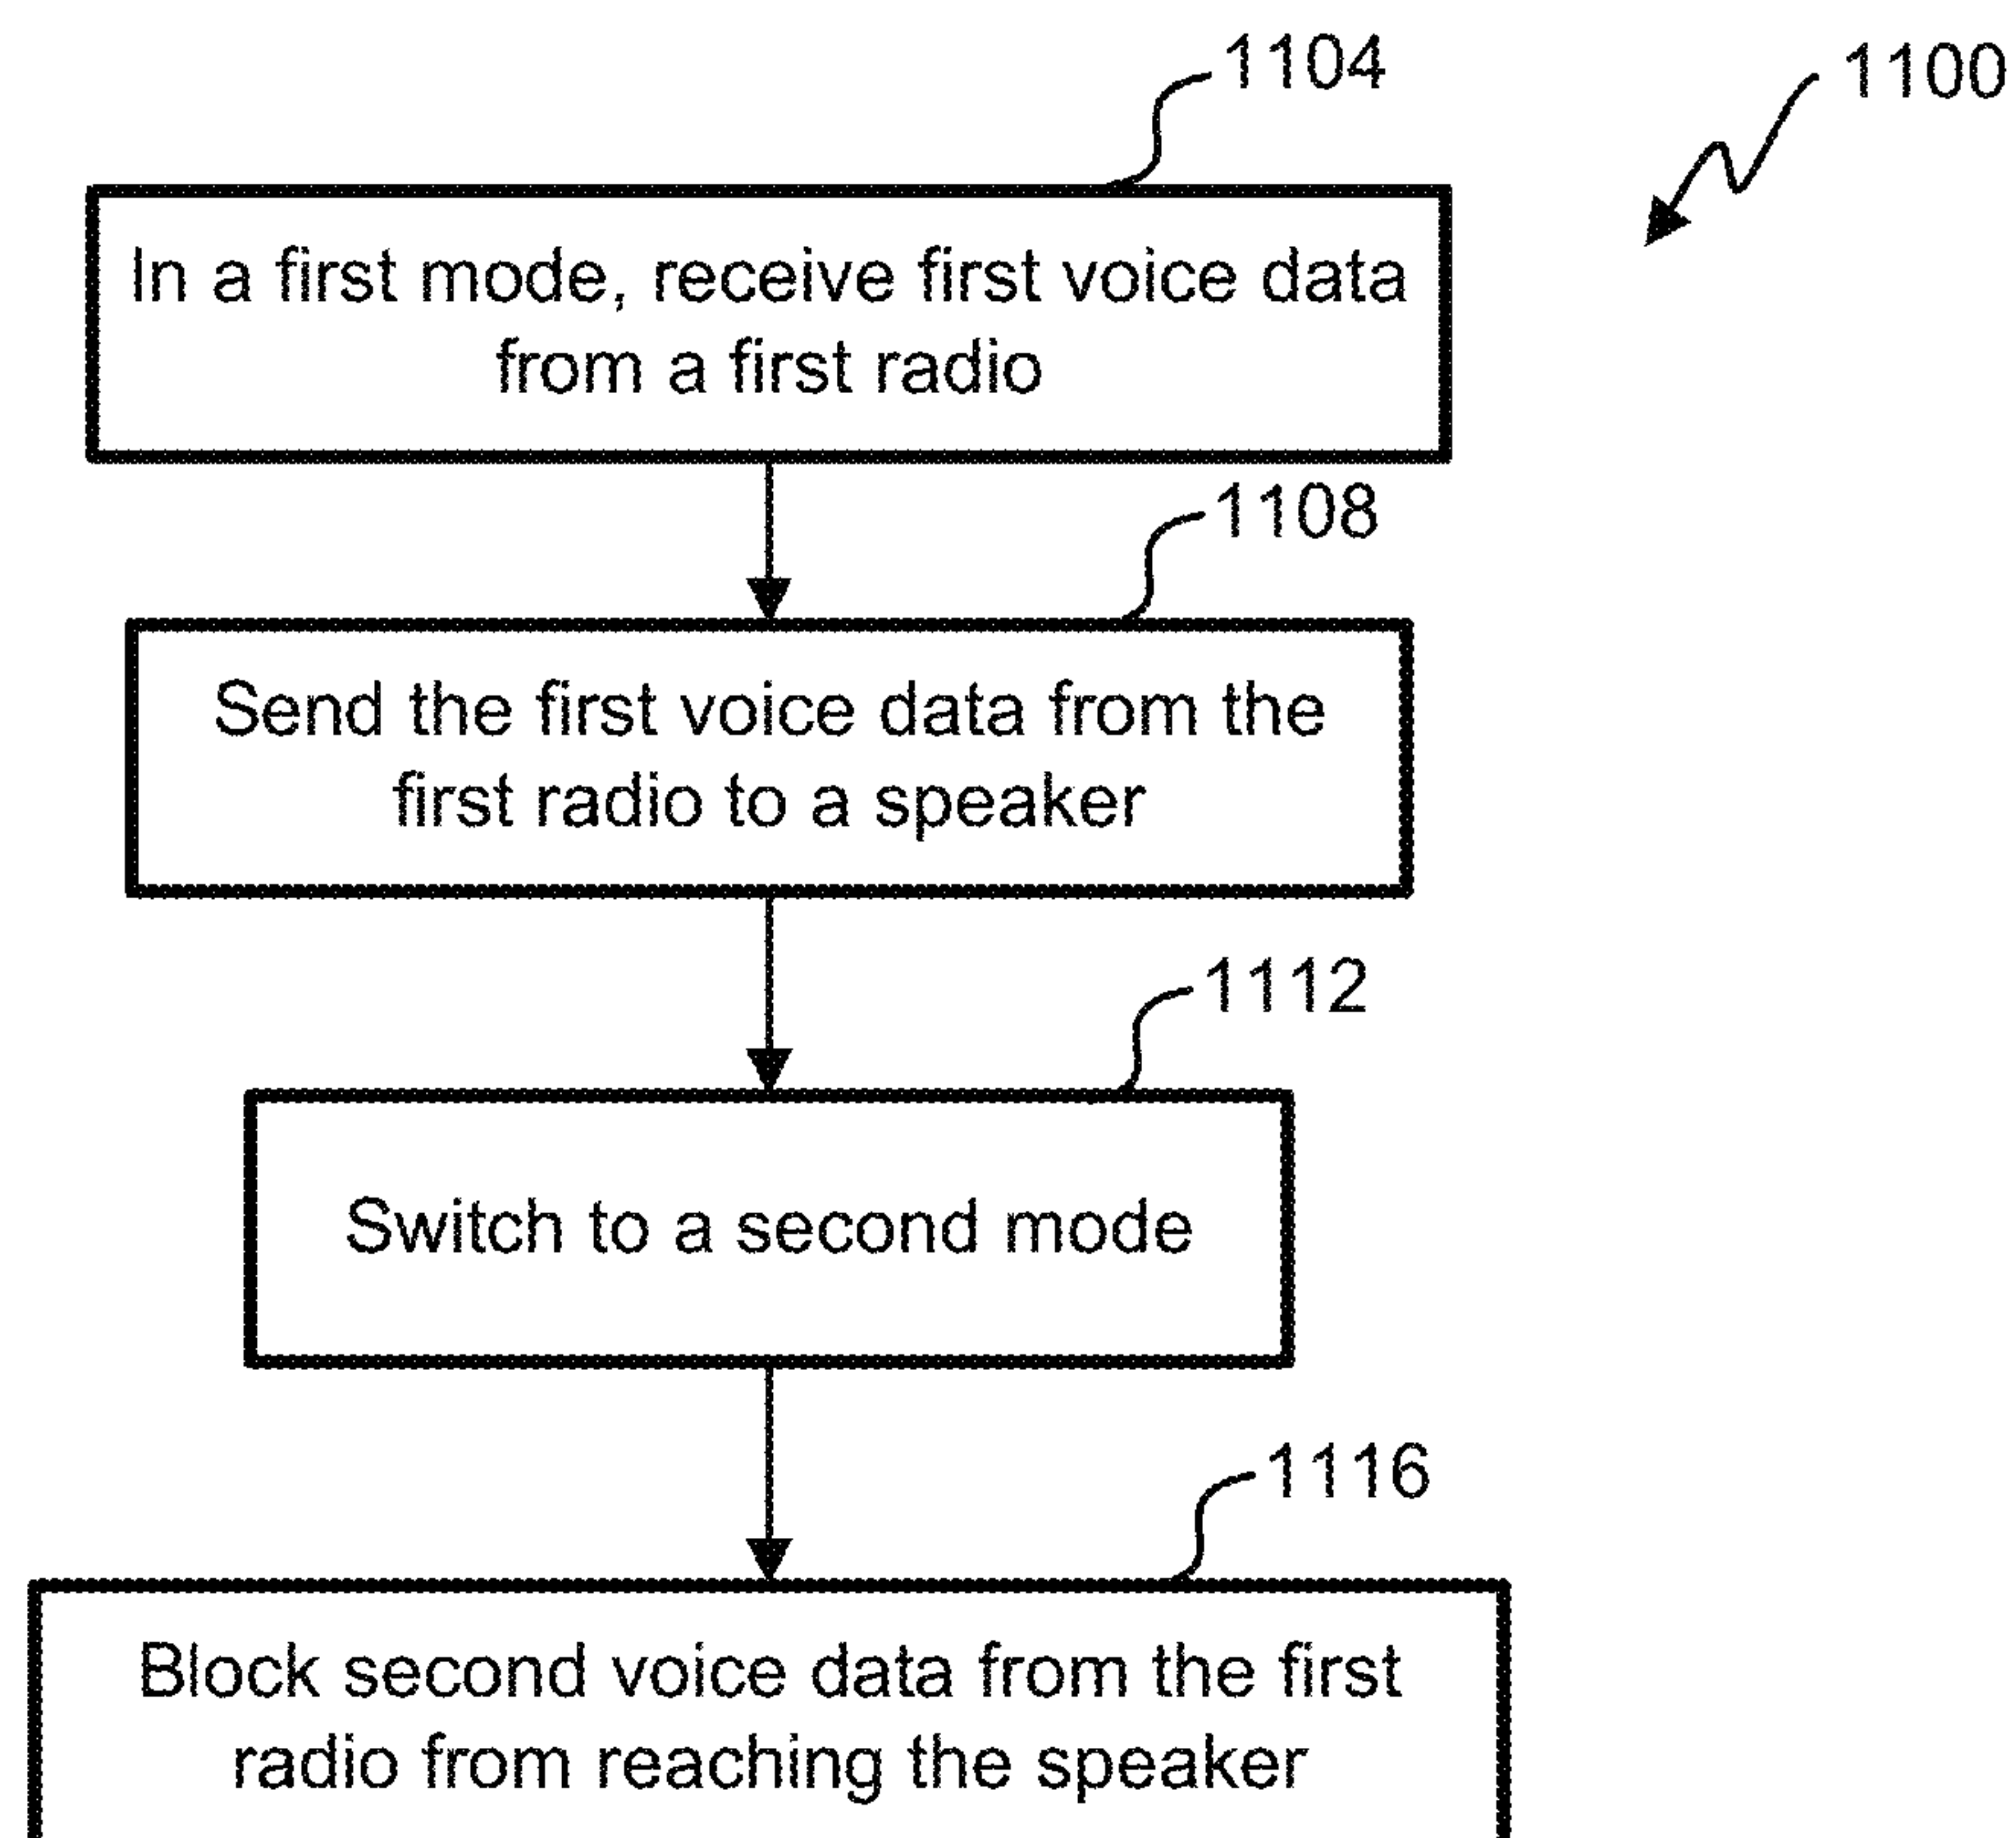 1104
1100
In a first mode, receive first voice data
from a first radio
1108
Send the first voice data from the
first radio to a speaker
1112
Switch to a second mode
1116
Block second voice data from the first
radio from reaching the speaker